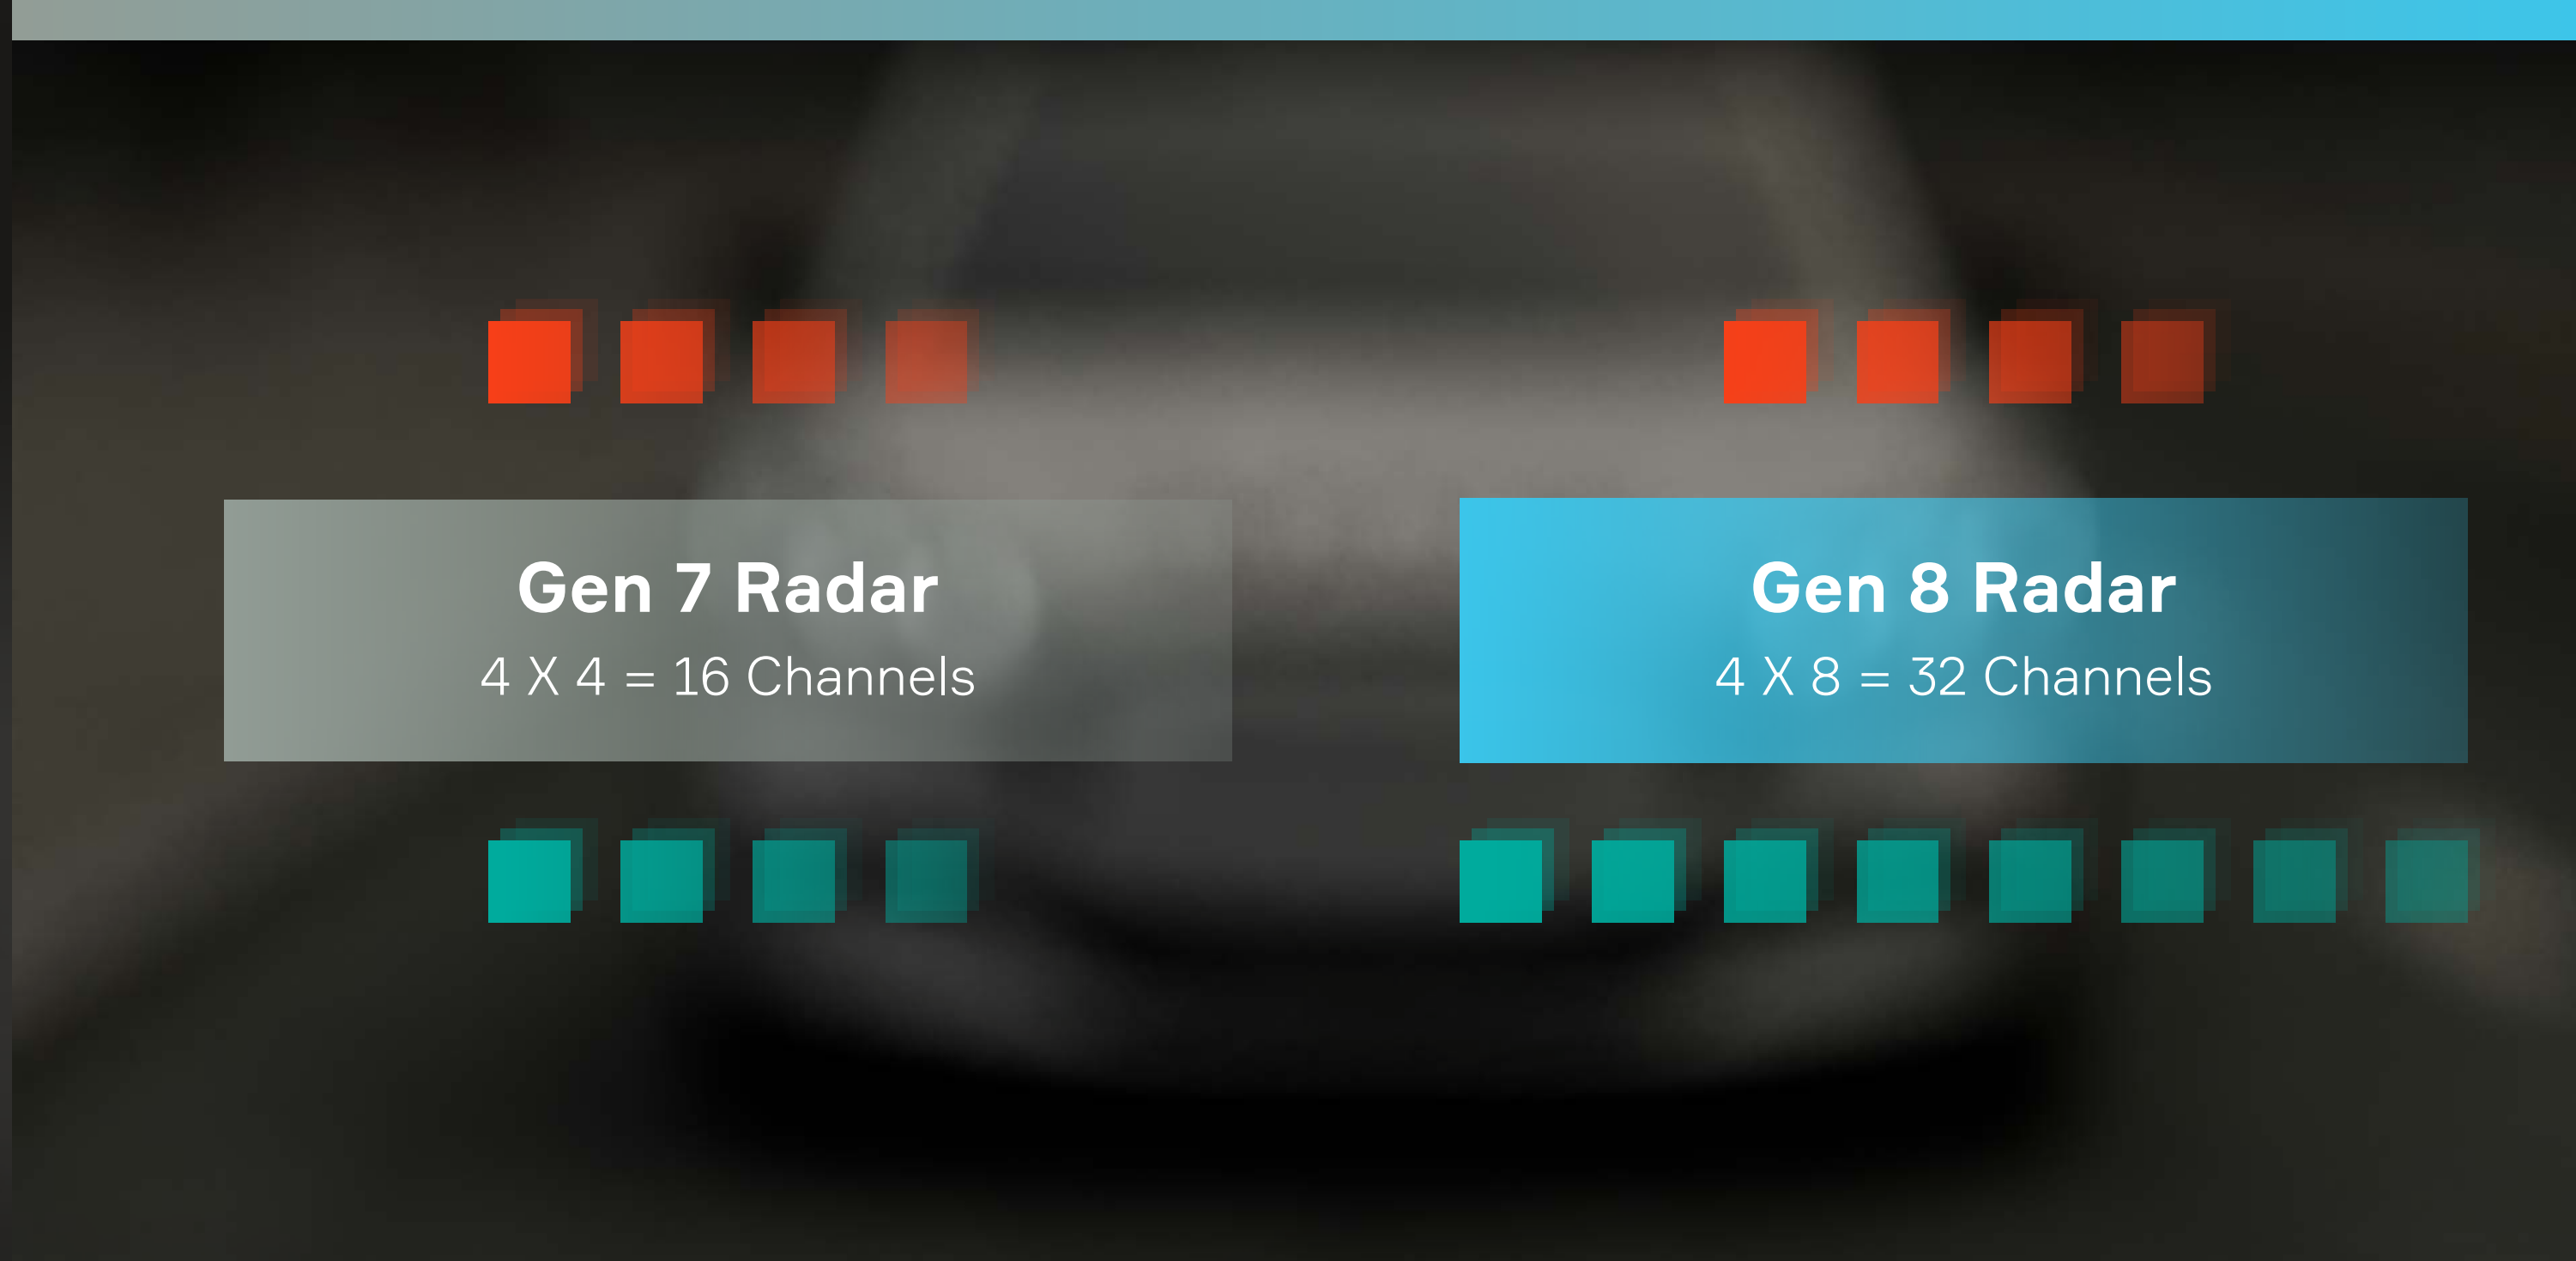 Gen 7 Radar
4 X 4 = 16 Channels
Gen 8 Radar
4 X 8 = 32 Channels